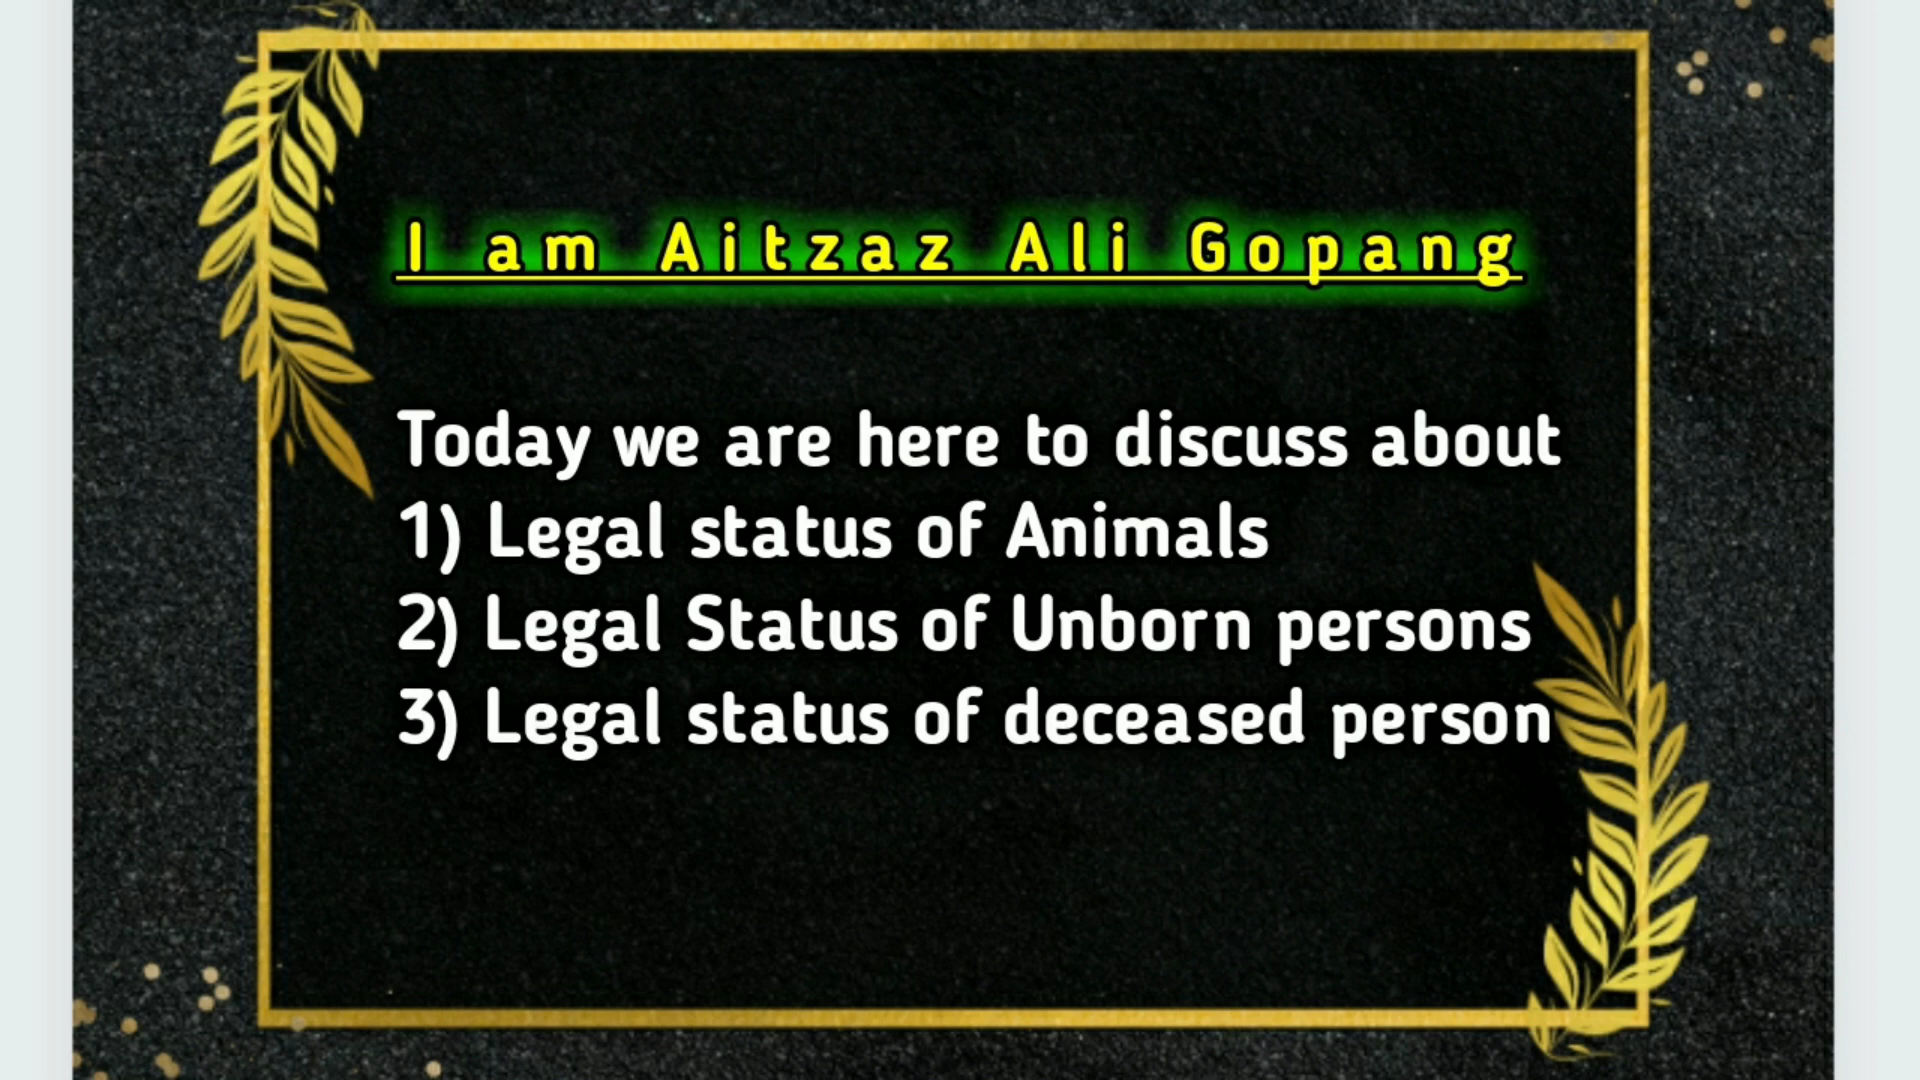 I am Aitzaz Ali Gopang
Today we are here to discuss about
1) Legal status of Animals
2) Legal Status of Unborn persons
3) Legal status of deceased person